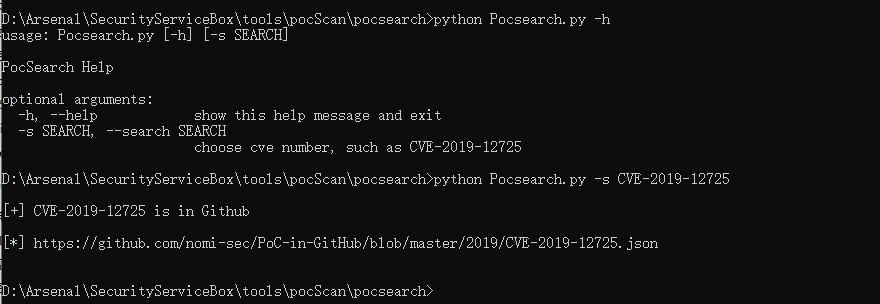 D:\Arsenal\SecurityServiceBox\tools\pocScan\pocsearch>python Pocsearch.py -h
usage: Pocsearch.py [-h] [-s SEARCH]
PocSearch Help
optional arguments:
-h, --help show this help message and exit
-s SEARCH, --search SEARCH
choose cve number, such as CVE-2019-12725
D:\Arsenal\SecurityServiceBox\tools\pocScan\pocsearch>python Pocsearch.py -s CVE-2019-12725
[+] CVE-2019-12725 is in Github
[*] https://github.com/nomi-sec/PoC-in-GitHub/blob/master/2019/CVE-2019-12725.json
D:\Arsenal\SecurityServiceBox\tools\pocScan\pocsearch>